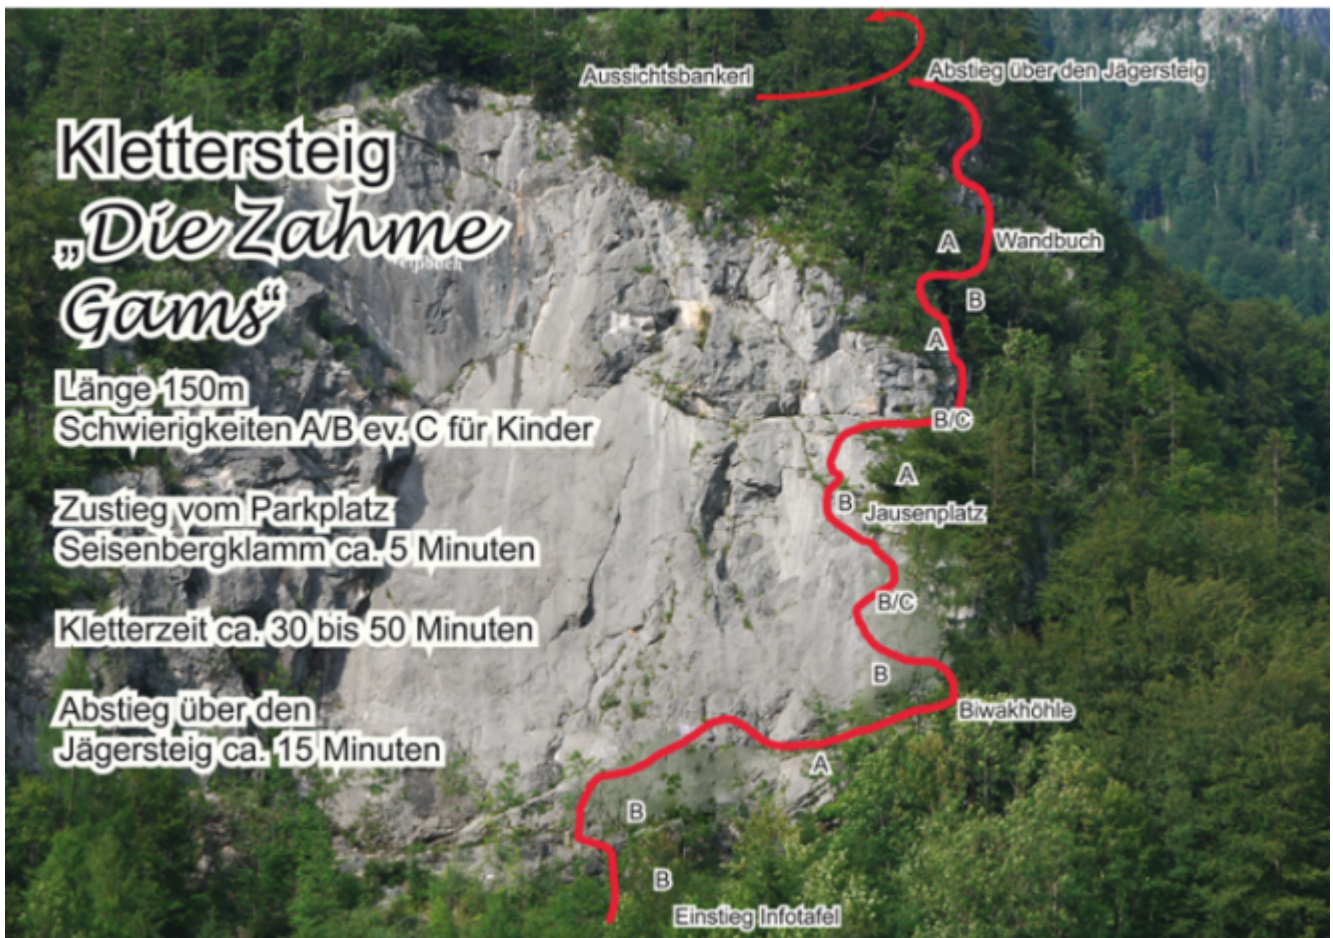 Aussichtsbankerl
Abstieg über den Jägersteig
Klettersteig
„Die Zahme
Gams“
A
Wandbuch
B
A
Länge 150m
Schwierigkeiten A/B ev. C für Kinder
B/C
A
B
Jausenplatz
Zustieg vom Parkplatz
Seisenbergklamm ca. 5 Minuten
B/C
Kletterzeit ca. 30 bis 50 Minuten
B
Biwakhöhle
Abstieg über den
Jägersteig ca. 15 Minuten
A
B
B
Einstieg Infotafel